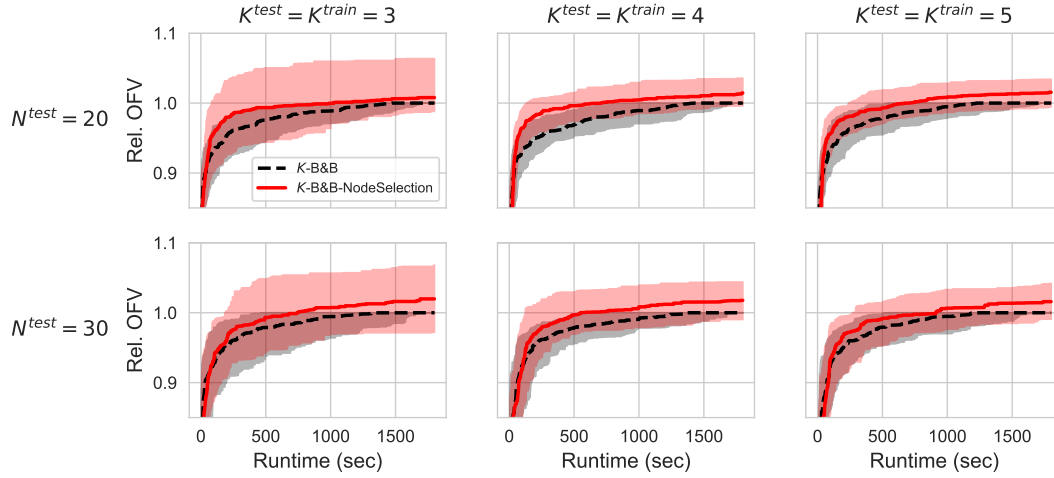 K^test = K^train = 3
K^test = K^train = 4
K^test = K^train = 5
N^test = 20
Rel. OFV
1.1
1.0
0.9
K-B&B
K-B&B-NodeSelection
N^test = 30
Rel. OFV
1.1
1.0
0.9
0 500 1000 1500
0 500 1000 1500
0 500 1000 1500
Runtime (sec)
Runtime (sec)
Runtime (sec)